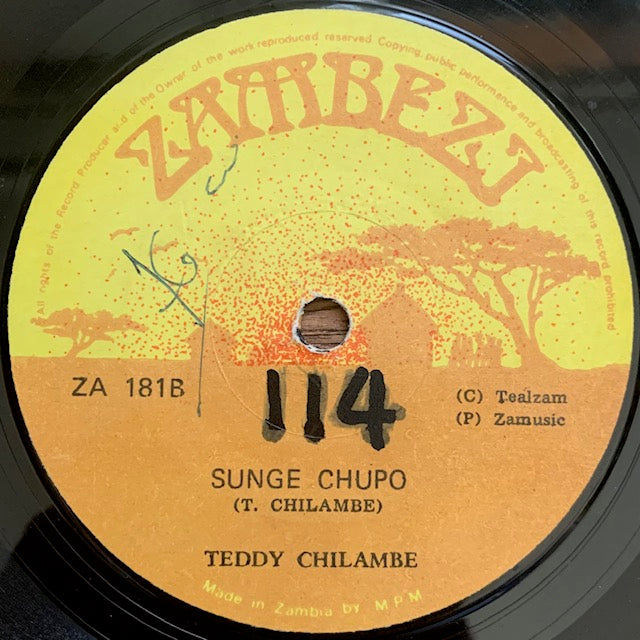 All rights of the Record Producer and of the Owner of the work reproduced reserved Copying, public performance and broadcasting of this record prohibited
ZAMBEZI
ZA 181B
114
(C) Tealzam
(P) Zamusic
SUNGE CHUPO
(T. CHILAMBE)
TEDDY CHILAMBE
Made in Zambia by MPM